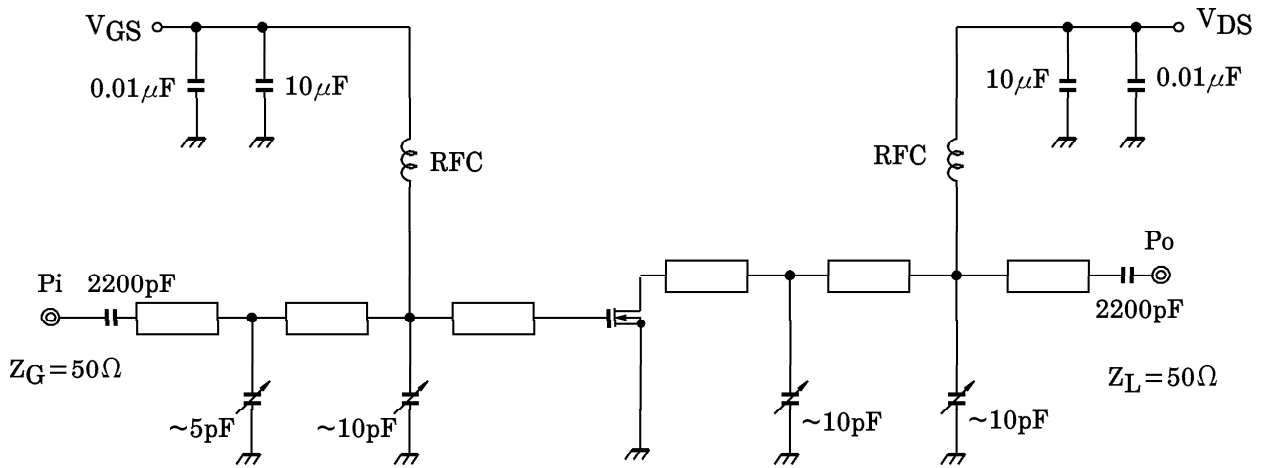 VGS
VDS
0.01μF
10μF
10μF
0.01μF
RFC
RFC
Pi
2200pF
Po
2200pF
ZG=50Ω
ZL=50Ω
~5pF
~10pF
~10pF
~10pF